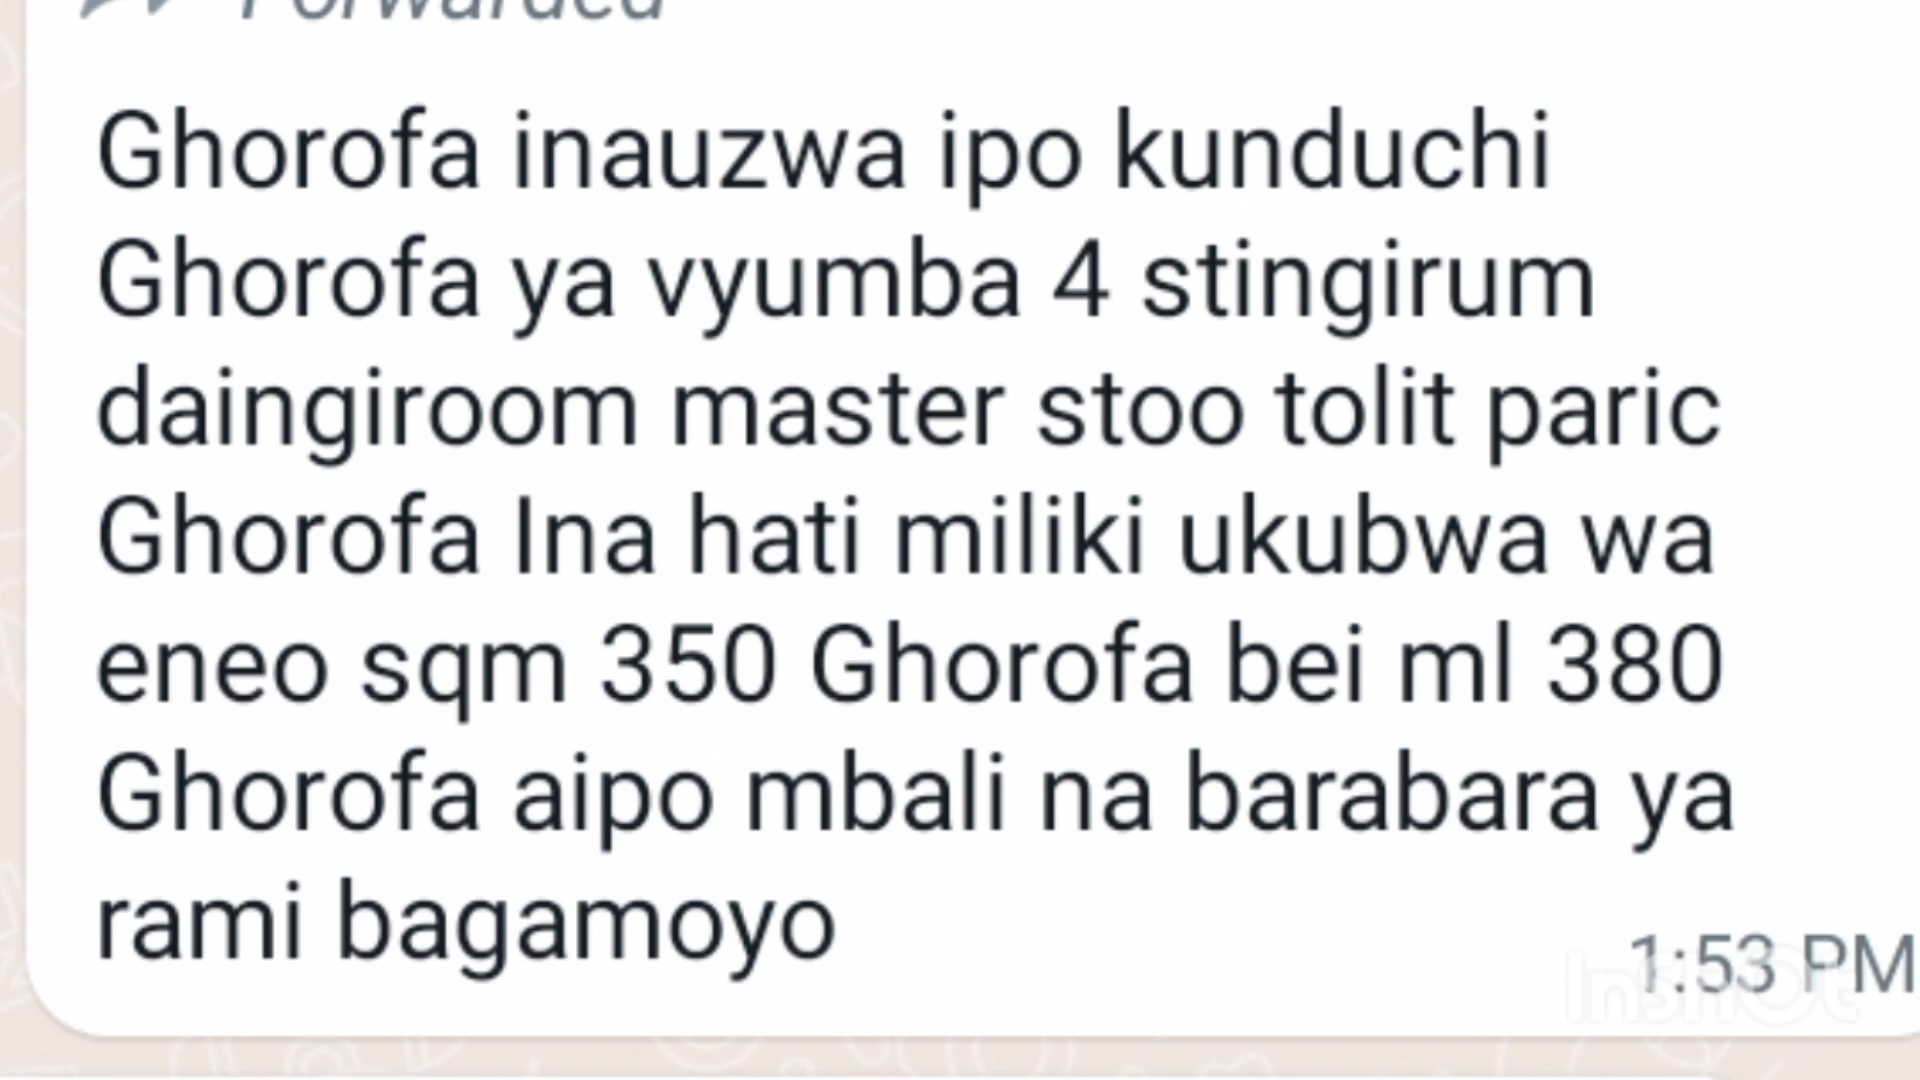 Forwarded
Ghorofa inauzwa ipo kunduchi
Ghorofa ya vyumba 4 stingirum
daingiroom master stoo tolit paric
Ghorofa Ina hati miliki ukubwa wa
eneo sqm 350 Ghorofa bei ml 380
Ghorofa aipo mbali na barabara ya
rami bagamoyo
1:53 PM
InShOt